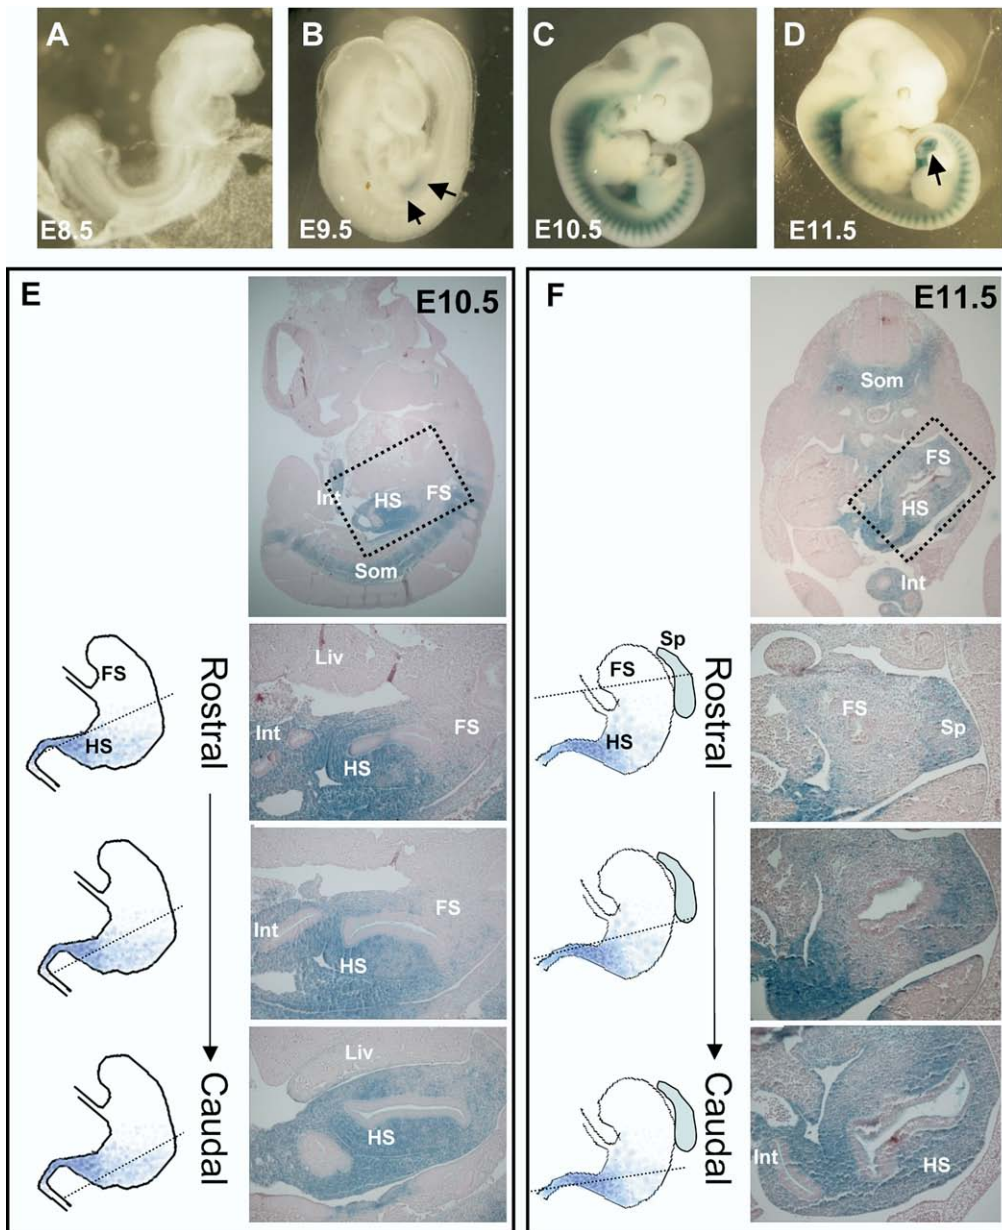 A
E8.5
B
E9.5
C
E10.5
D
E11.5
E
E10.5
Int
HS
FS
Som
FS
HS
Rostral
Caudal
Liv
Int
HS
FS
Int
HS
FS
Liv
HS
F
E11.5
Som
FS
HS
Int
Sp
FS
HS
Rostral
Caudal
FS
Sp
Int
HS